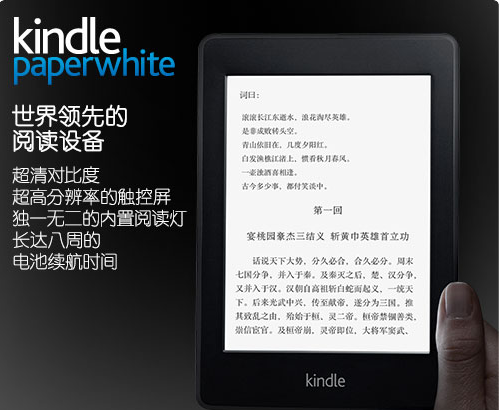 kindle
paperwhite
世界领先的
阅读设备
超清对比度
超高分辨率的触控屏
独一无二的内置阅读灯
长达八周的
电池续航时间
词曰：
滚滚长江东逝水，浪花淘尽英雄。
是非成败转头空。
青山依旧在，几度夕阳红。
白发渔樵江渚上，惯看秋月春风。
一壶浊酒喜相逢。
古今多少事，都付笑谈中。
第一回
宴桃园豪杰三结义 斩黄巾英雄首立功
话说天下大势，分久必合，合久必分。周末
七国分争，并入于秦。及秦灭之后，楚、汉分争，
又并入于汉。汉朝自高祖斩白蛇而起义，一统天
下。后来光武中兴，传至献帝，遂分为三国。推
其致乱之由，殆始于桓、灵二帝。桓帝禁锢善类，
崇信宦官。及桓帝崩，灵帝即位，大将军窦武、
kindle